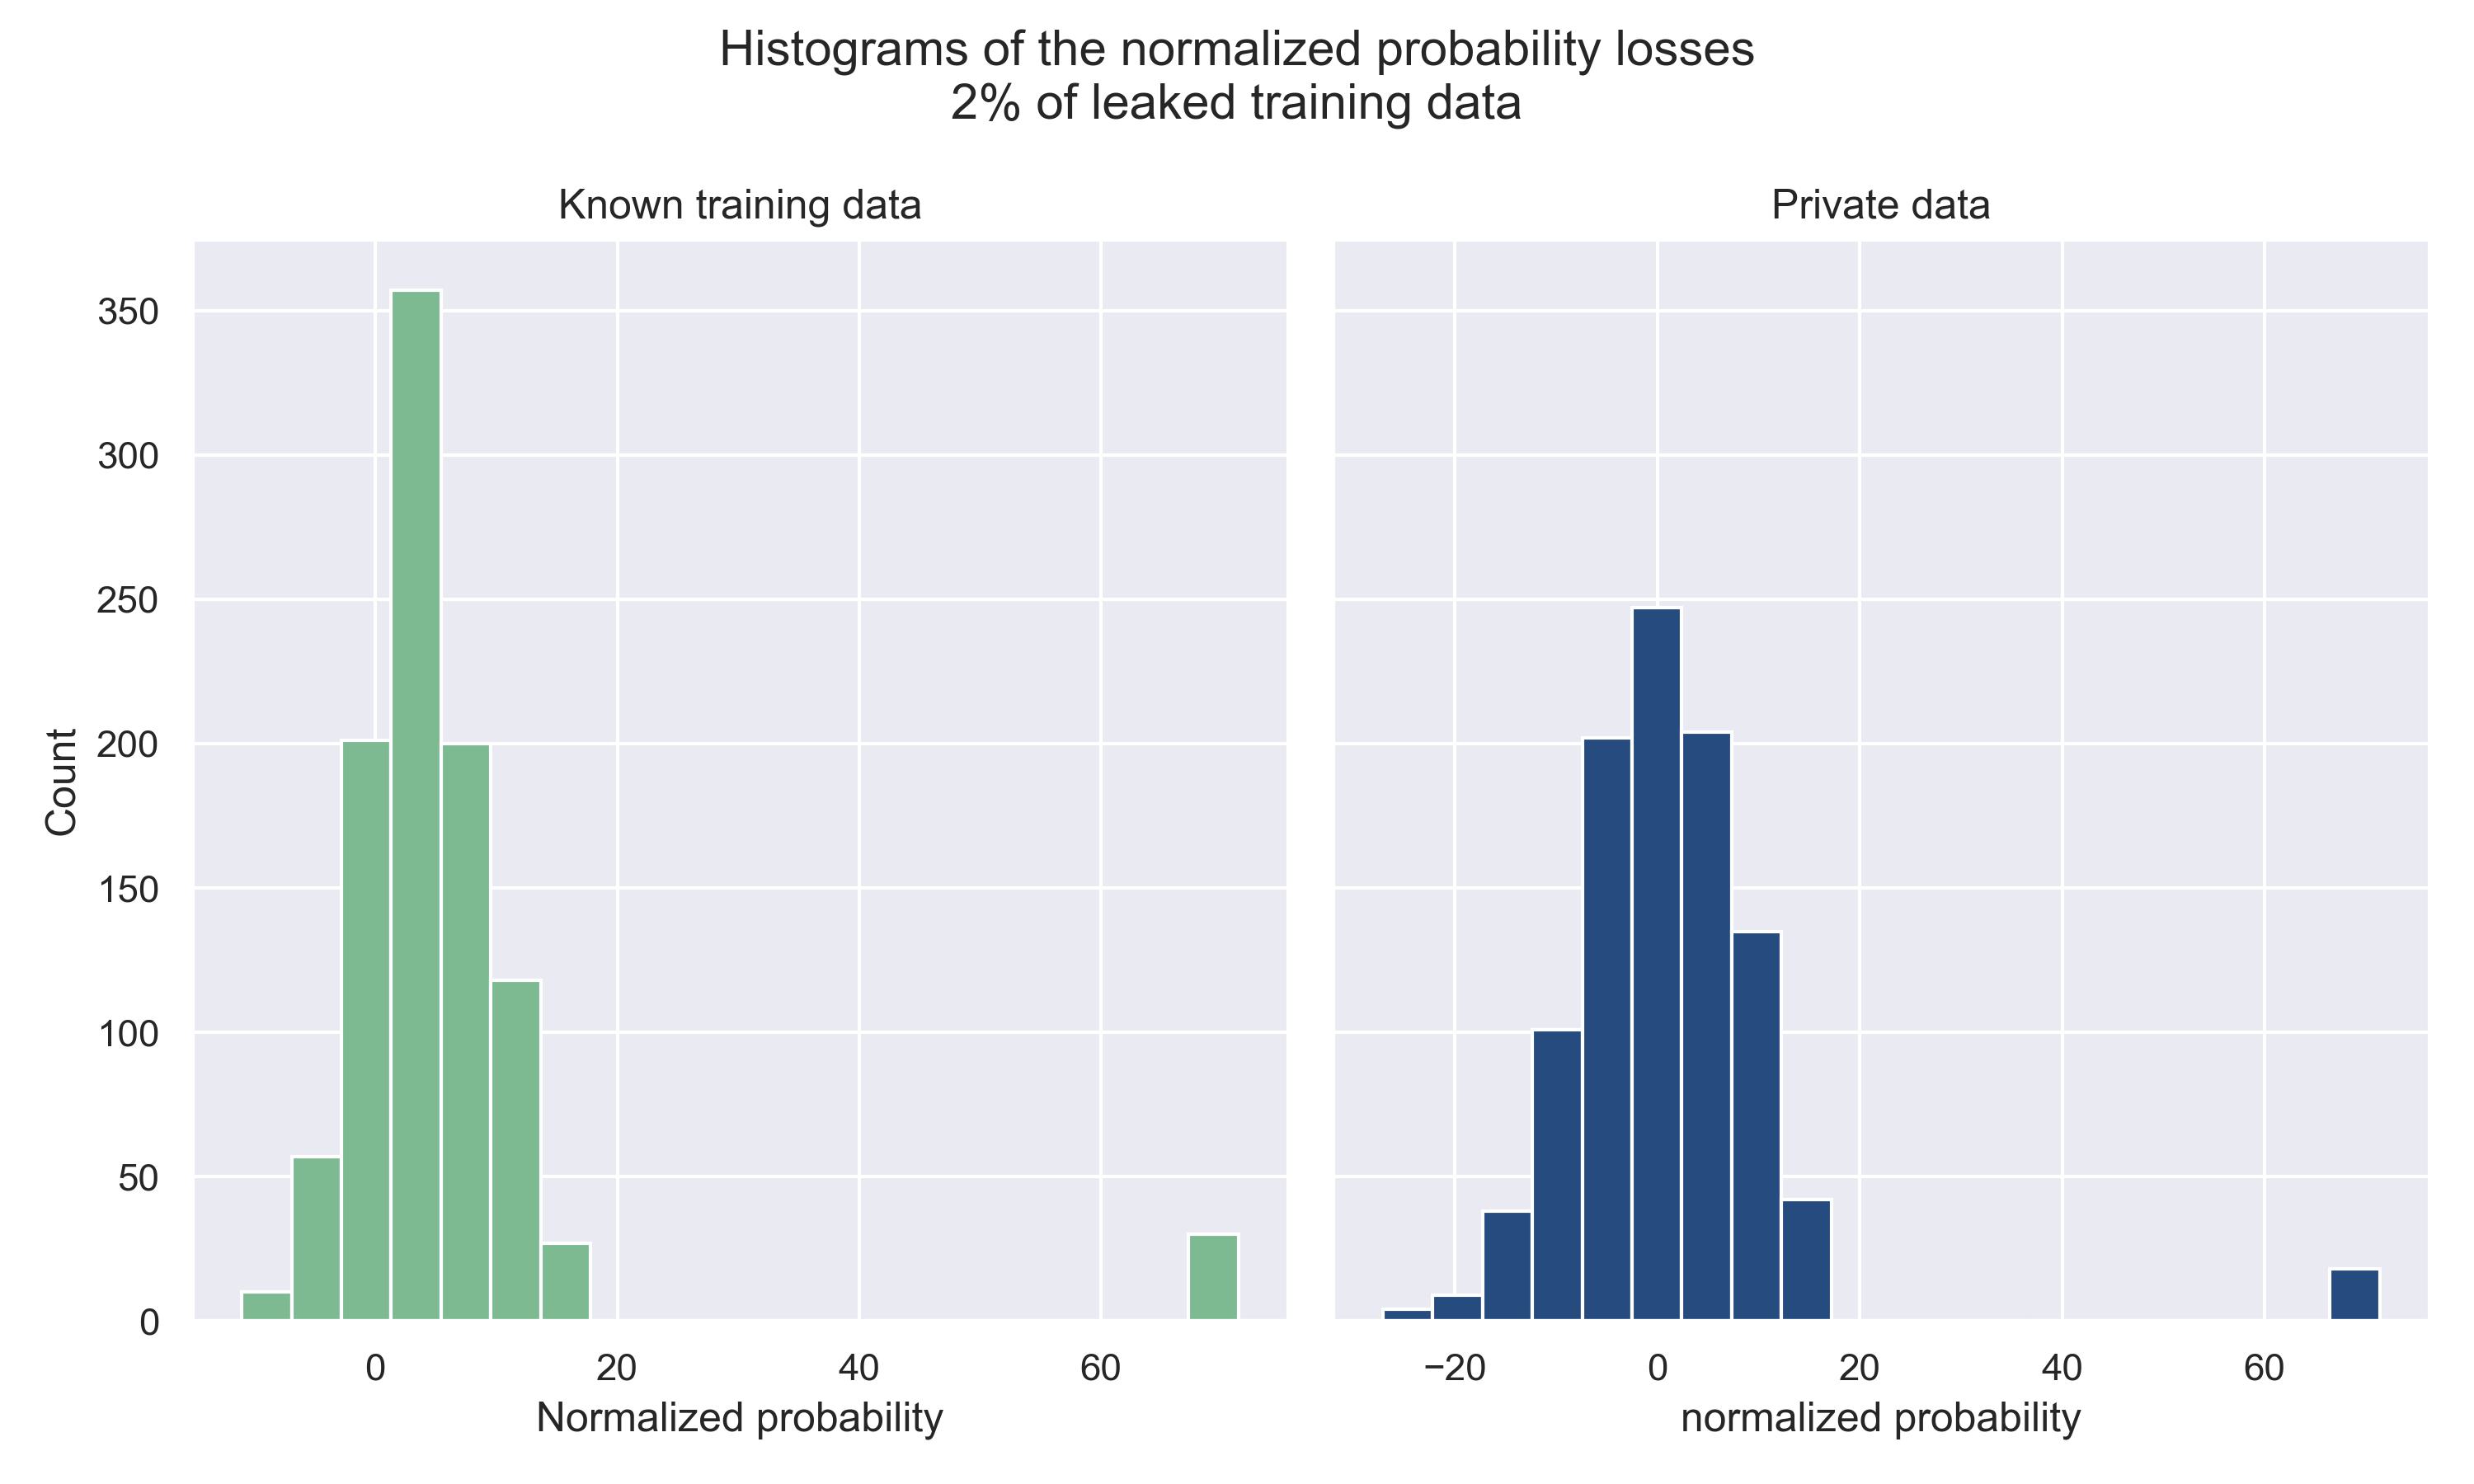 Histograms of the normalized probability losses
2% of leaked training data
Known training data
Private data
Count
350
300
250
200
150
100
50
0
0 20 40 60
Normalized probability
−20 0 20 40 60
normalized probability